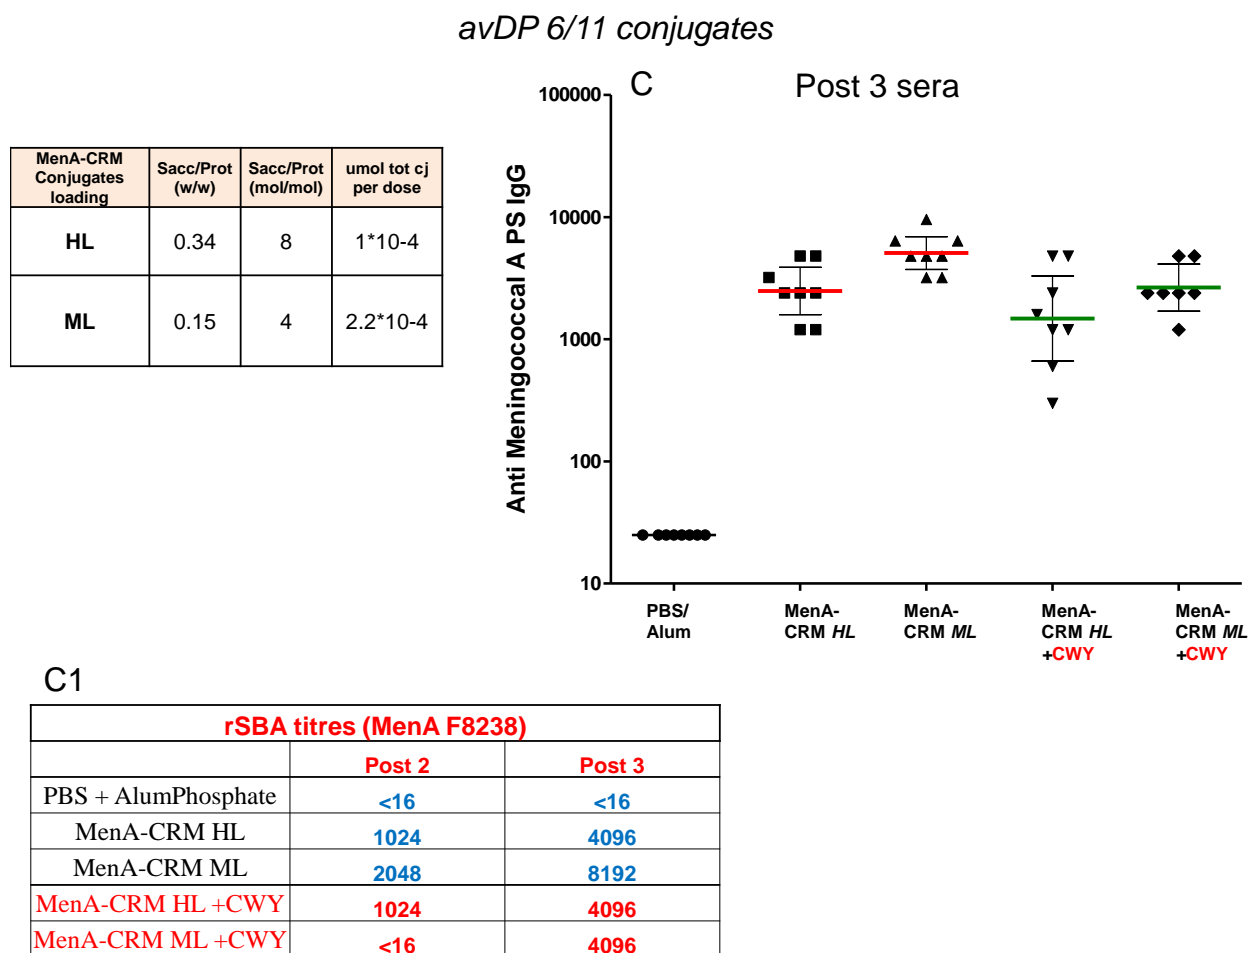 avDP 6/11 conjugates
MenA-CRM Conjugates loading Sacc/Prot (w/w) Sacc/Prot (mol/mol) umol tot cj per dose
HL 0.34 8 1*10-4
ML 0.15 4 2.2*10-4
C Post 3 sera
Anti Meningococcal A PS IgG
100000
10000
1000
100
10
PBS/ Alum
MenA- CRM HL
MenA- CRM ML
MenA- CRM HL +CWY
MenA- CRM ML +CWY
C1
rSBA titres (MenA F8238)
Post 2 Post 3
PBS + AlumPhosphate <16 <16
MenA-CRM HL 1024 4096
MenA-CRM ML 2048 8192
MenA-CRM HL +CWY 1024 4096
MenA-CRM ML +CWY <16 4096